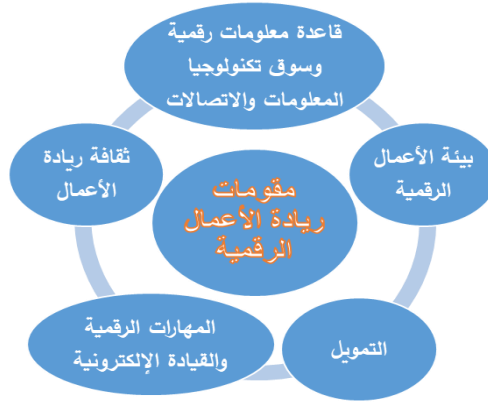 قاعدة معلومات رقمية
وسوق تكنولوجيا
المعلومات والاتصالات
بيئة الأعمال
الرقمية
التمويل
المهارات الرقمية
والقيادة الإلكترونية
ثقافة ريادة
الأعمال
مقومات
ريادة الأعمال
الرقمية